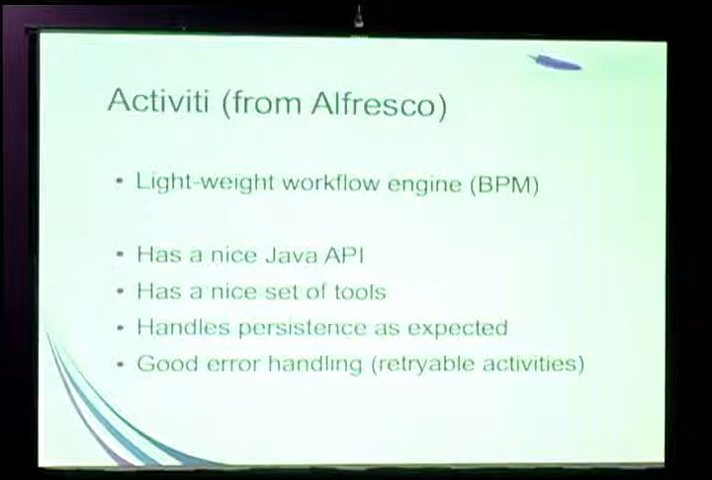 Activiti (from Alfresco)
• Light-weight workflow engine (BPM)
• Has a nice Java API
• Has a nice set of tools
• Handles persistence as expected
• Good error handling (retryable activities)